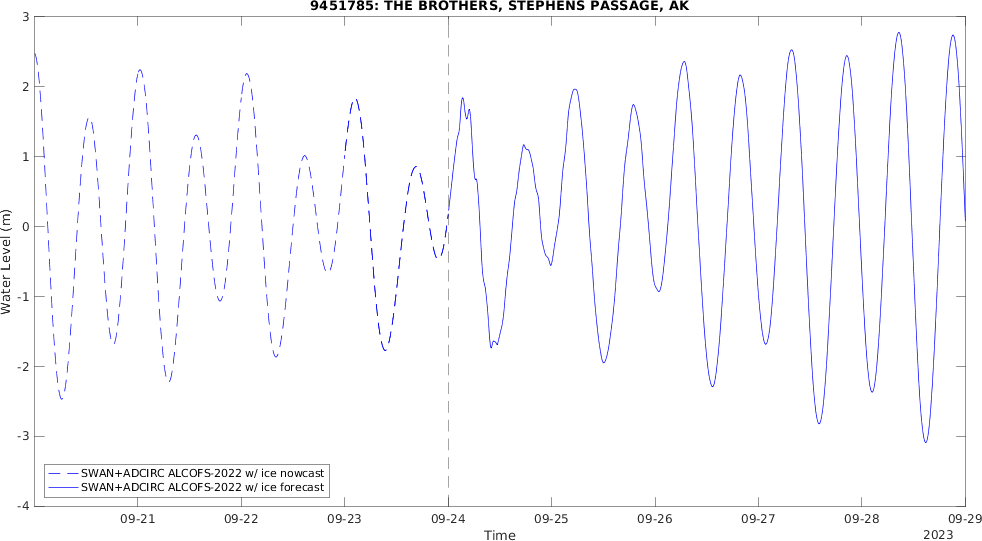 9451785: THE BROTHERS, STEPHENS PASSAGE, AK
3
2
1
0
-1
-2
-3
-4
Water Level (m)
SWAN+ADCIRC ALCOFS-2022 w/ ice nowcast
SWAN+ADCIRC ALCOFS-2022 w/ ice forecast
09-21 09-22 09-23 09-24 09-25 09-26 09-27 09-28 09-29
Time
2023